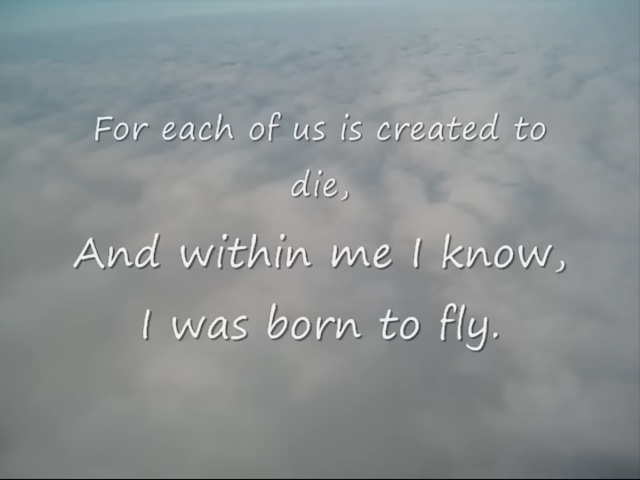 For each of us is created to
die,
And within me I know,
I was born to fly.